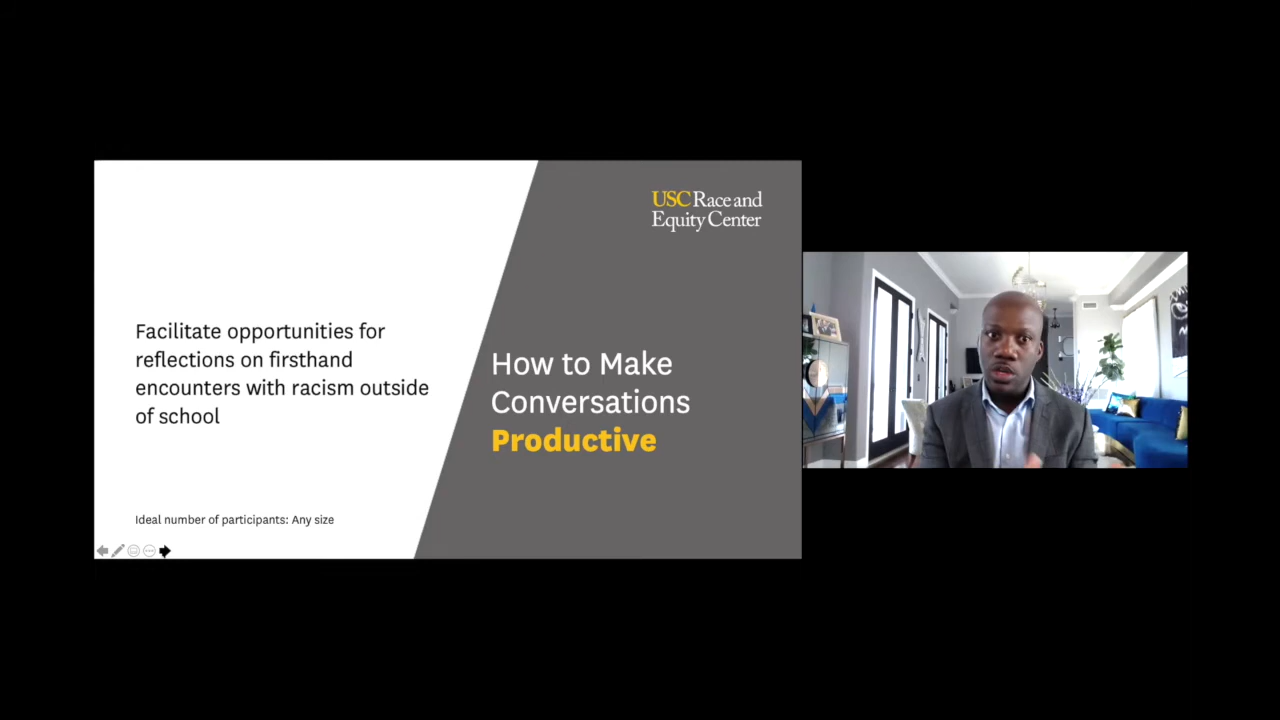 USC Race and
Equity Center
Facilitate opportunities for
reflections on firsthand
encounters with racism outside
of school
How to Make
Conversations
Productive
Ideal number of participants: Any size